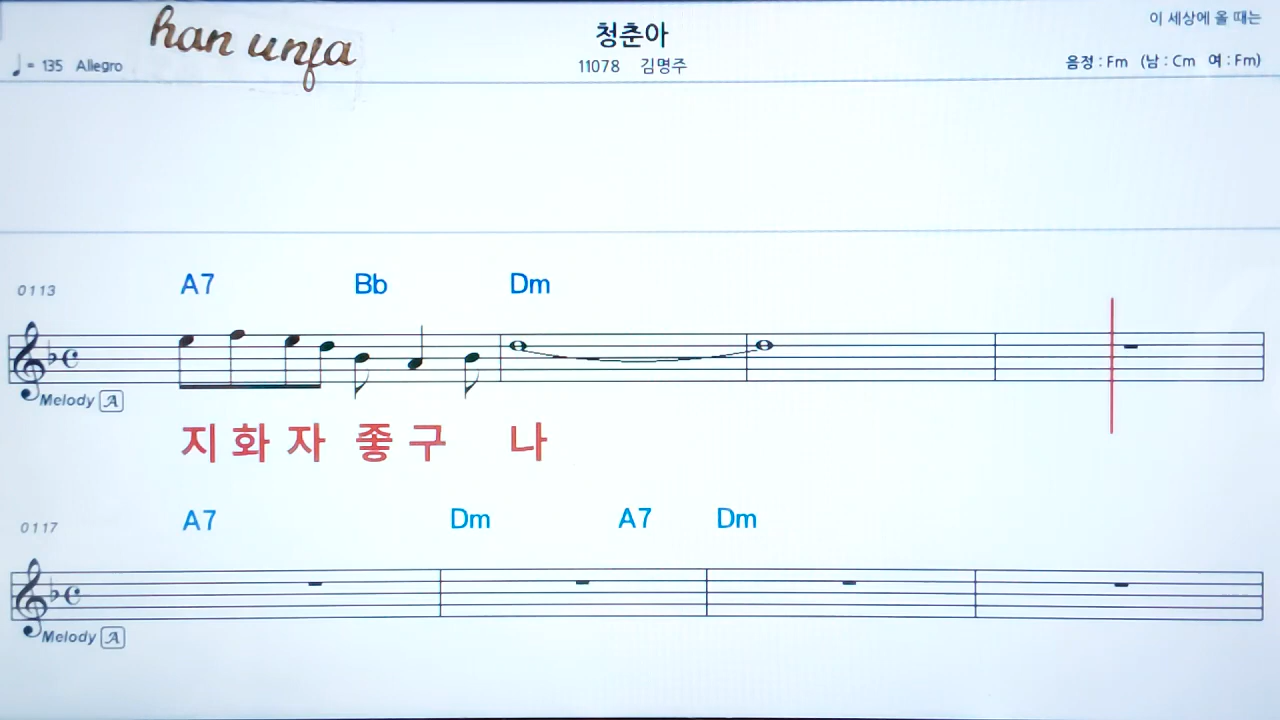 han unfa
청춘아
이 세상에 올 때는
♩= 135 Allegro
11078 김명주
음정 : Fm (남 : Cm 여 : Fm)
A7 Bb Dm
0113
Melody A
지 화 자 좋 구 나
A7 Dm A7 Dm
0117
Melody A